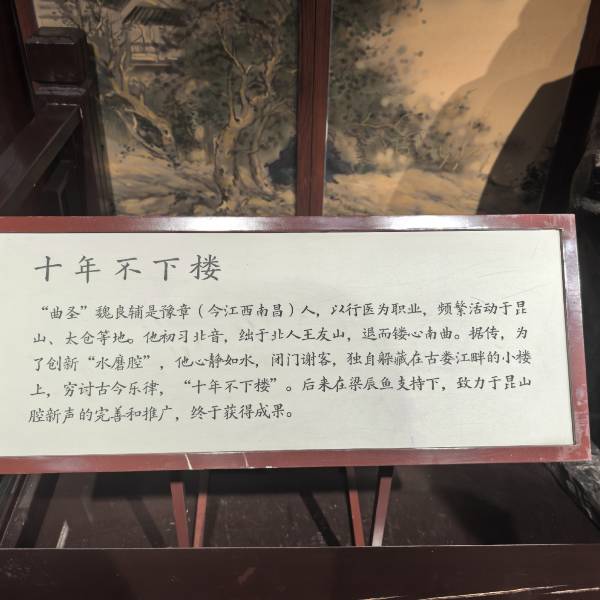 十年不下楼
“曲圣”魏良辅是豫章（今江西南昌）人，以行医为职业，频繁活动于昆
山、太仓等地。他初习北音，绌于北人王友山，退而镂心南曲。据传，为
了创新“水磨腔”，他心静如水，闭门谢客，独自躲藏在古娄江畔的小楼
上，穷讨古今乐律，“十年不下楼”。后来在梁辰鱼支持下，致力于昆山
腔新声的完善和推广，终于获得成果。